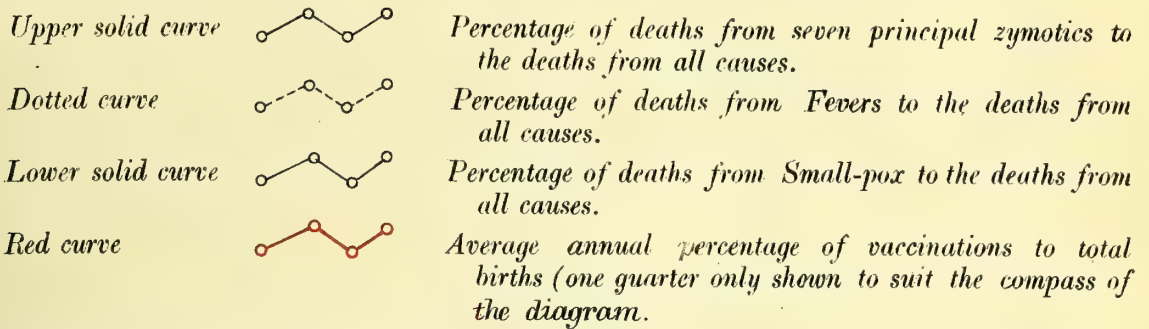 Upper solid curve Percentage of deaths from seven principal zymotics to
the deaths from all causes.
Dotted curve Percentage of deaths from Fevers to the deaths from
all causes.
Lower solid curve Percentage of deaths from Small-pox to the deaths from
all causes.
Red curve Average annual percentage of vaccinations to total
births (one quarter only shown to suit the compass of
the diagram.